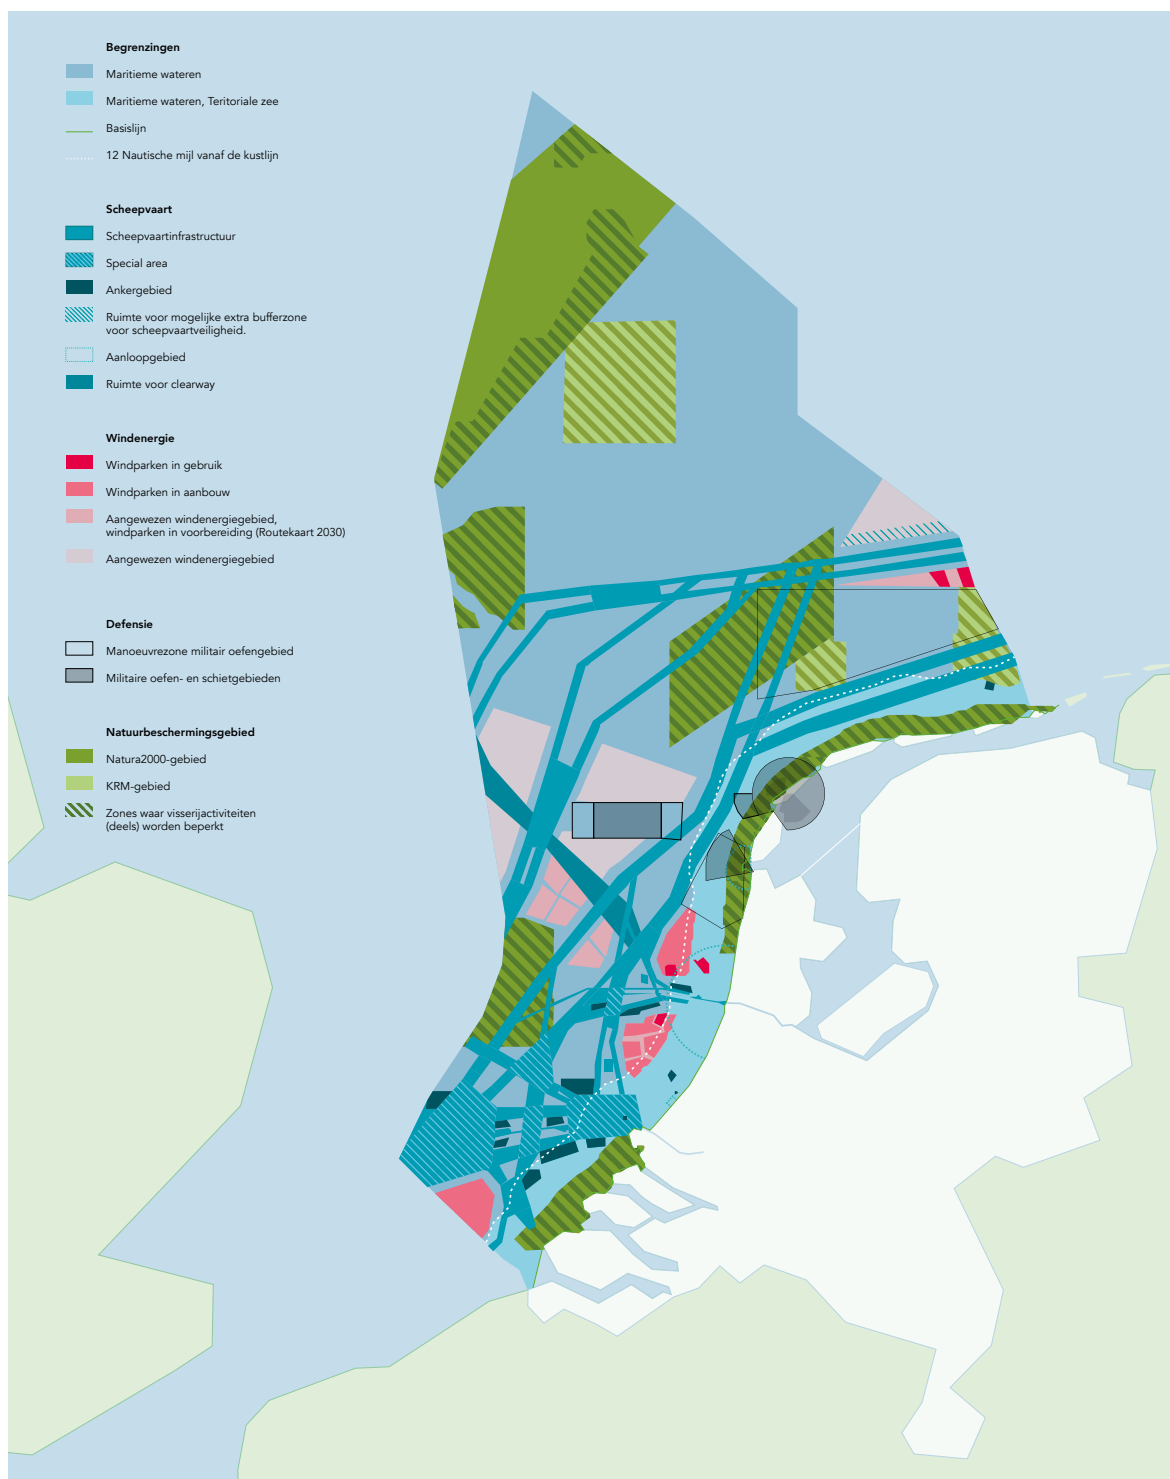 Begrenzingen
Maritieme wateren
Maritieme wateren, Teritoriale zee
Basislijn
12 Nautische mijl vanaf de kustlijn
Scheepvaart
Scheepvaartinfrastructuur
Special area
Ankergebied
Ruimte voor mogelijke extra bufferzone
voor scheepvaartveiligheid.
Aanloopgebied
Ruimte voor clearway
Windenergie
Windparken in gebruik
Windparken in aanbouw
Aangewezen windenergiegebied,
windparken in voorbereiding (Routekaart 2030)
Aangewezen windenergiegebied
Defensie
Manoeuvrezone militair oefengebied
Militaire oefen- en schietgebieden
Natuurbeschermingsgebied
Natura2000-gebied
KRM-gebied
Zones waar visserijactiviteiten
(deels) worden beperkt